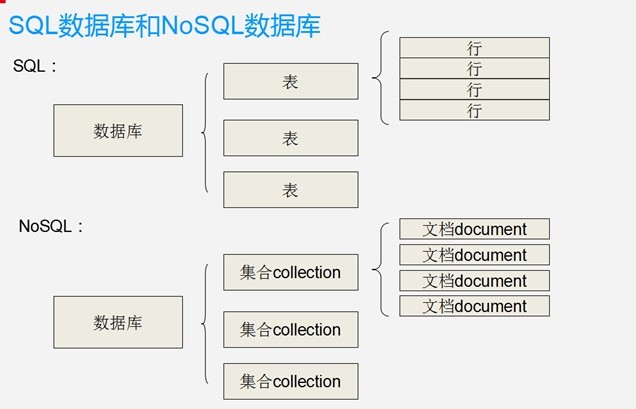 SQL数据库和NoSQL数据库
SQL：
数据库
表
表
表
行
行
行
行
NoSQL：
数据库
集合collection
集合collection
集合collection
文档document
文档document
文档document
文档document